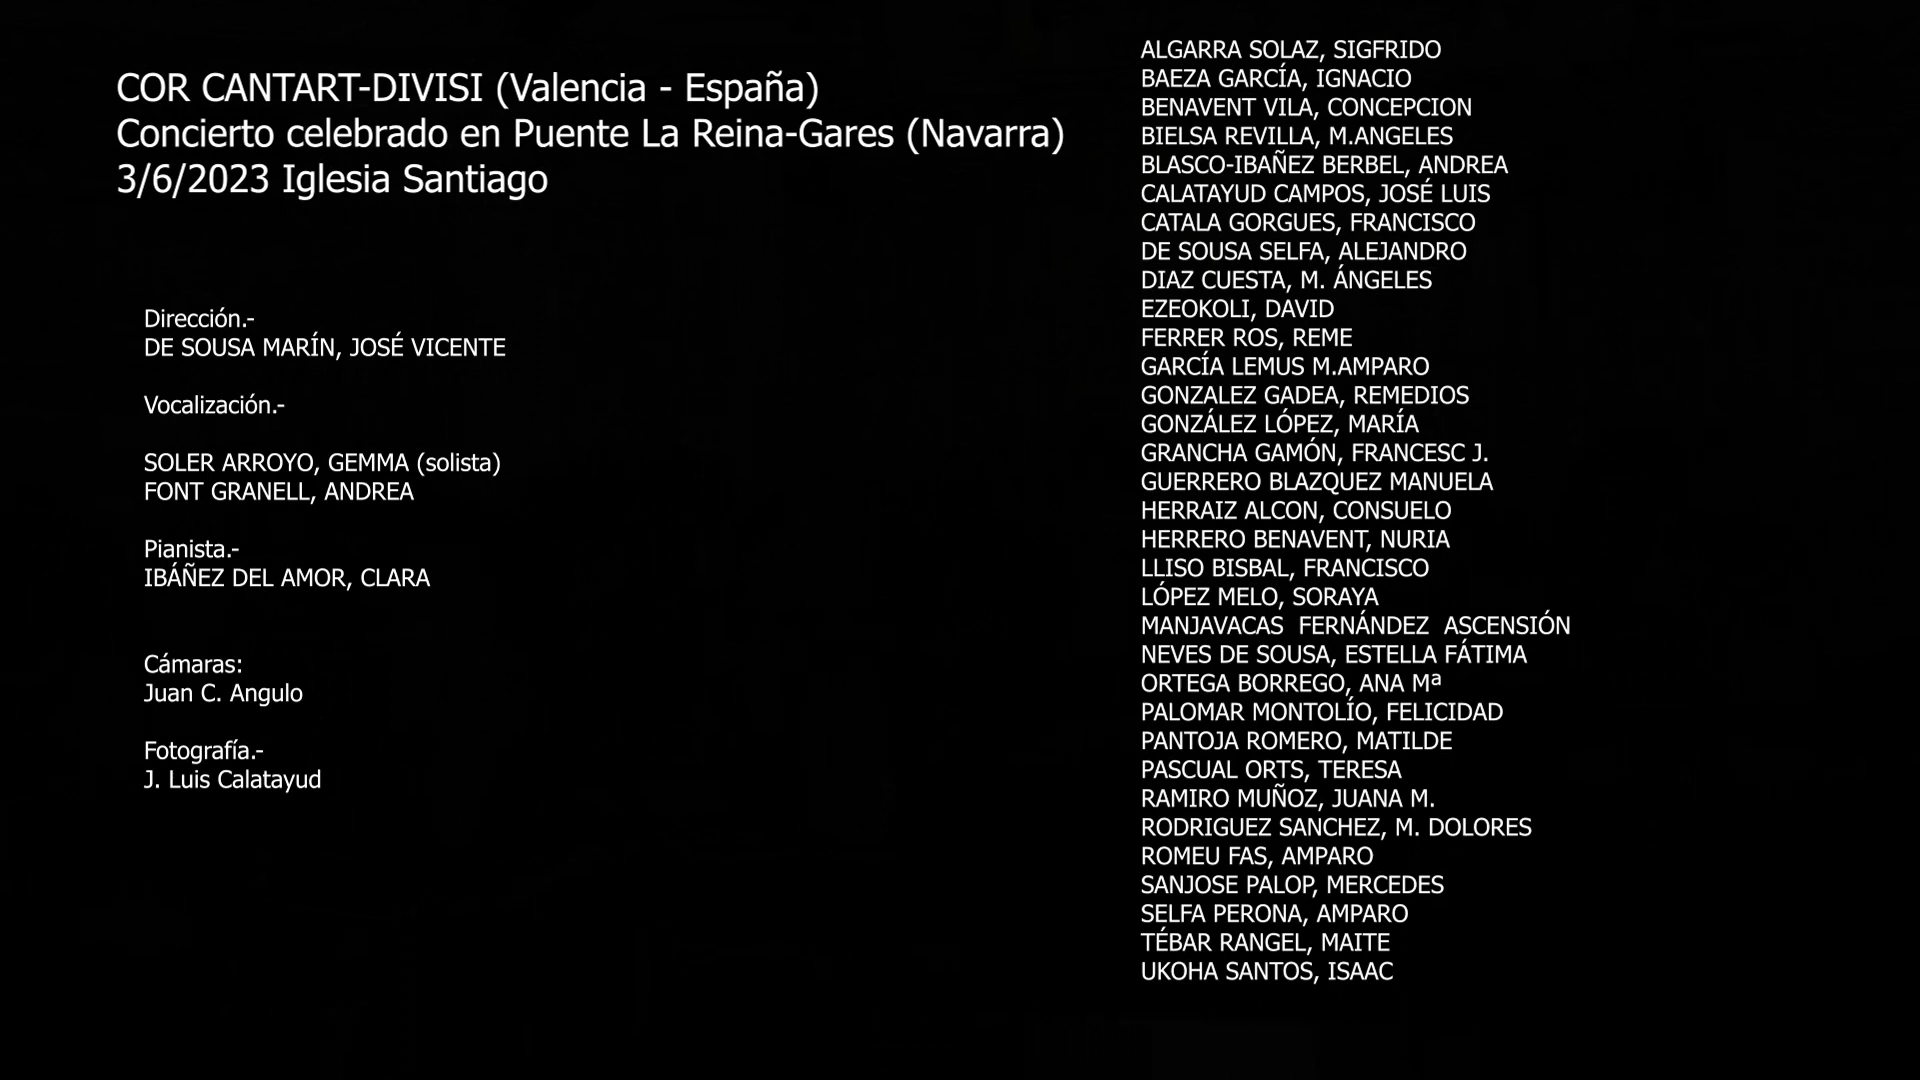 COR CANTART-DIVISI (Valencia - España)
Concierto celebrado en Puente La Reina-Gares (Navarra)
3/6/2023 Iglesia Santiago
Dirección.-
DE SOUSA MARÍN, JOSÉ VICENTE
Vocalización.-
SOLER ARROYO, GEMMA (solista)
FONT GRANELL, ANDREA
Pianista.-
IBÁÑEZ DEL AMOR, CLARA
Cámaras:
Juan C. Angulo
Fotografía.-
J. Luis Calatayud
ALGARRA SOLAZ, SIGFRIDO
BAEZA GARCÍA, IGNACIO
BENAVENT VILA, CONCEPCION
BIELSA REVILLA, M.ANGELES
BLASCO-IBAÑEZ BERBEL, ANDREA
CALATAYUD CAMPOS, JOSÉ LUIS
CATALA GORGUES, FRANCISCO
DE SOUSA SELFA, ALEJANDRO
DIAZ CUESTA, M. ÁNGELES
EZEOKOLI, DAVID
FERRER ROS, REME
GARCÍA LEMUS M.AMPARO
GONZALEZ GADEA, REMEDIOS
GONZÁLEZ LÓPEZ, MARÍA
GRANCHA GAMÓN, FRANCESC J.
GUERRERO BLAZQUEZ MANUELA
HERRAIZ ALCON, CONSUELO
HERRERO BENAVENT, NURIA
LLISO BISBAL, FRANCISCO
LÓPEZ MELO, SORAYA
MANJAVACAS  FERNÁNDEZ  ASCENSIÓN
NEVES DE SOUSA, ESTELLA FÁTIMA
ORTEGA BORREGO, ANA Mª
PALOMAR MONTOLÍO, FELICIDAD
PANTOJA ROMERO, MATILDE
PASCUAL ORTS, TERESA
RAMIRO MUÑOZ, JUANA M.
RODRIGUEZ SANCHEZ, M. DOLORES
ROMEU FAS, AMPARO
SANJOSE PALOP, MERCEDES
SELFA PERONA, AMPARO
TÉBAR RANGEL, MAITE
UKOHA SANTOS, ISAAC